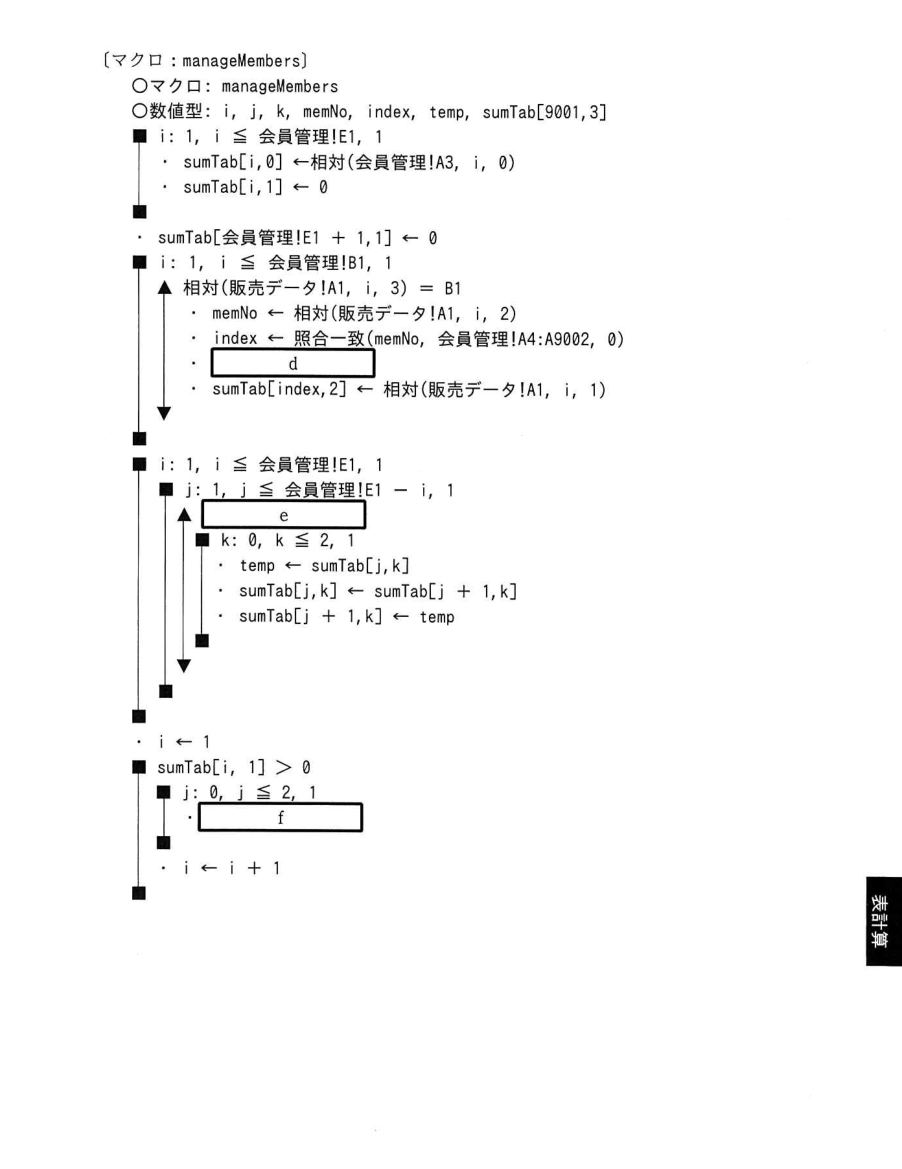 〔マクロ：manageMembers〕
○マクロ: manageMembers
○数値型: i, j, k, memNo, index, temp, sumTab[9001,3]
■ i: 1, i ≦ 会員管理!E1, 1
・ sumTab[i,0] ←相対(会員管理!A3, i, 0)
・ sumTab[i,1] ← 0
■
・ sumTab[会員管理!E1 + 1,1] ← 0
■ i: 1, i ≦ 会員管理!B1, 1
▲ 相対(販売データ!A1, i, 3) = B1
・ memNo ← 相対(販売データ!A1, i, 2)
・ index ← 照合一致(memNo, 会員管理!A4:A9002, 0)
・ d
・ sumTab[index,2] ← 相対(販売データ!A1, i, 1)
▼
■
■ i: 1, i ≦ 会員管理!E1, 1
■ j: 1, j ≦ 会員管理!E1 － i, 1
▲ e
■ k: 0, k ≦ 2, 1
・ temp ← sumTab[j,k]
・ sumTab[j,k] ← sumTab[j + 1,k]
・ sumTab[j + 1,k] ← temp
■
▼
■
■
・ i ← 1
■ sumTab[i, 1] ＞ 0
■ j: 0, j ≦ 2, 1
・ f
■
・ i ← i + 1
■
表計算